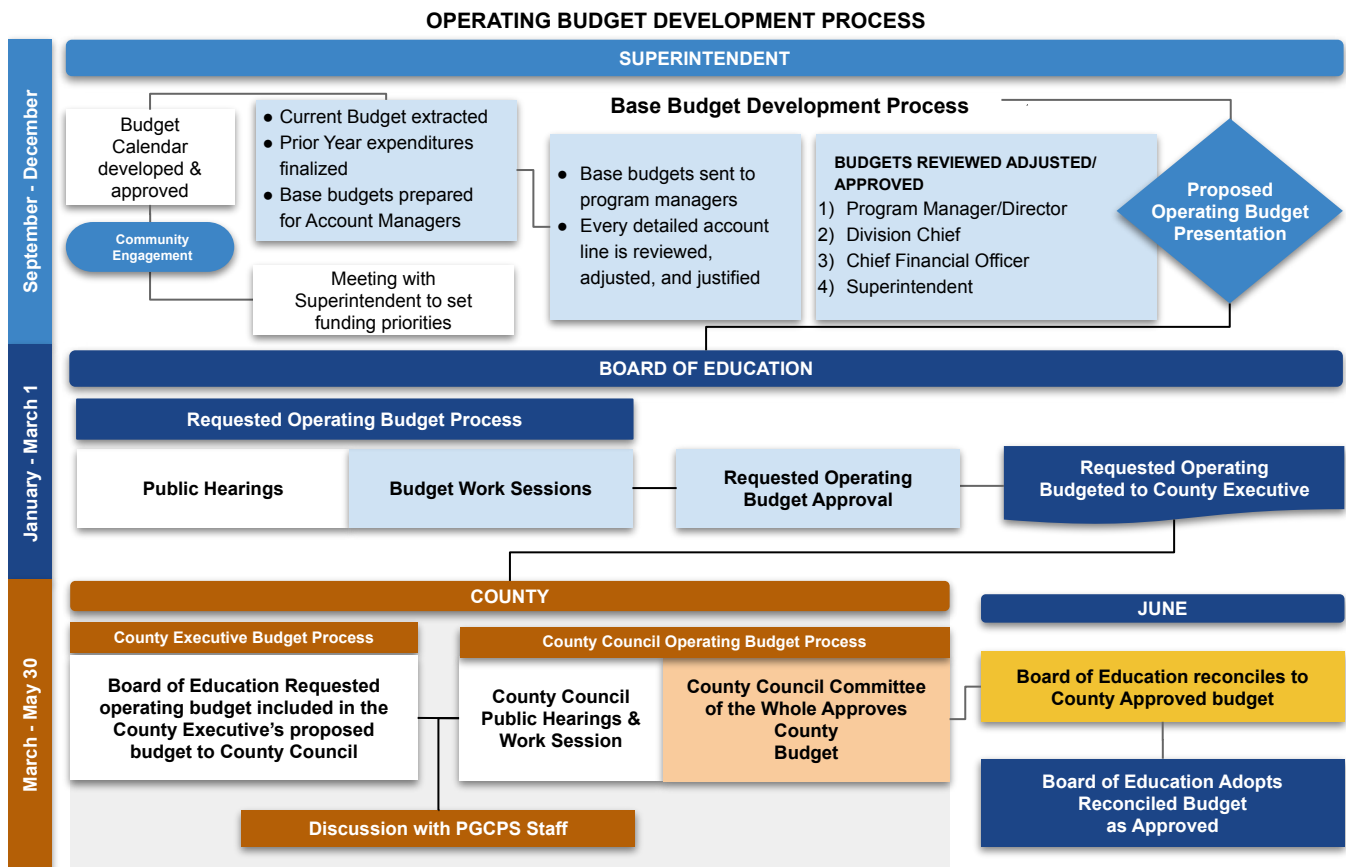 OPERATING BUDGET DEVELOPMENT PROCESS
September - December
SUPERINTENDENT
Budget
Calendar
developed &
approved
Community
Engagement
● Current Budget extracted
● Prior Year expenditures
finalized
● Base budgets prepared
for Account Managers
Meeting with
Superintendent to set
funding priorities
Base Budget Development Process
● Base budgets sent to
program managers
● Every detailed account
line is reviewed,
adjusted, and justified
BUDGETS REVIEWED ADJUSTED/
APPROVED
1) Program Manager/Director
2) Division Chief
3) Chief Financial Officer
4) Superintendent
Proposed
Operating Budget
Presentation
January - March 1
BOARD OF EDUCATION
Requested Operating Budget Process
Public Hearings
Budget Work Sessions
Requested Operating
Budget Approval
Requested Operating
Budgeted to County Executive
March - May 30
COUNTY
County Executive Budget Process
Board of Education Requested
operating budget included in the
County Executive’s proposed
budget to County Council
County Council Operating Budget Process
County Council
Public Hearings &
Work Session
County Council Committee
of the Whole Approves
County
Budget
Discussion with PGCPS Staff
JUNE
Board of Education reconciles to
County Approved budget
Board of Education Adopts
Reconciled Budget
as Approved